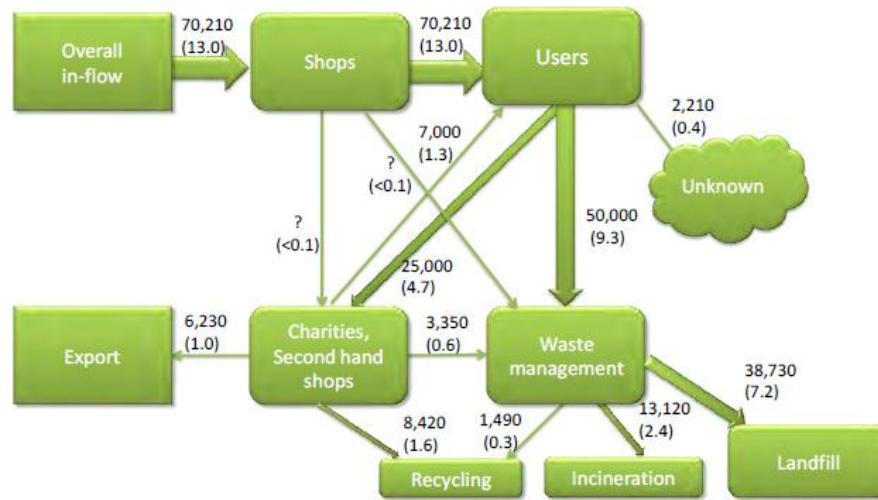 70,210
(13.0)
70,210
(13.0)
Overall
in-flow
Shops
Users
2,210
(0.4)
7,000
(1.3)
?
(<0.1)
Unknown
50,000
(9.3)
?
(<0.1)
25,000
(4.7)
6,230
(1.0)
Export
Charities,
Second hand
shops
3,350
(0.6)
Waste
management
38,730
(7.2)
8,420
(1.6)
1,490
(0.3)
13,120
(2.4)
Recycling
Incineration
Landfill